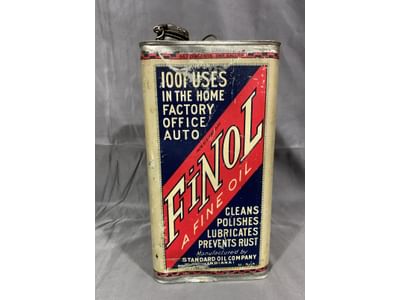 1001 USES
IN THE HOME
FACTORY
OFFICE
AUTO
FINOL
A FINE OIL
CLEANS
POLISHES
LUBRICATES
PREVENTS RUST
Manufactured by
STANDARD OIL COMPANY
(INDIANA)